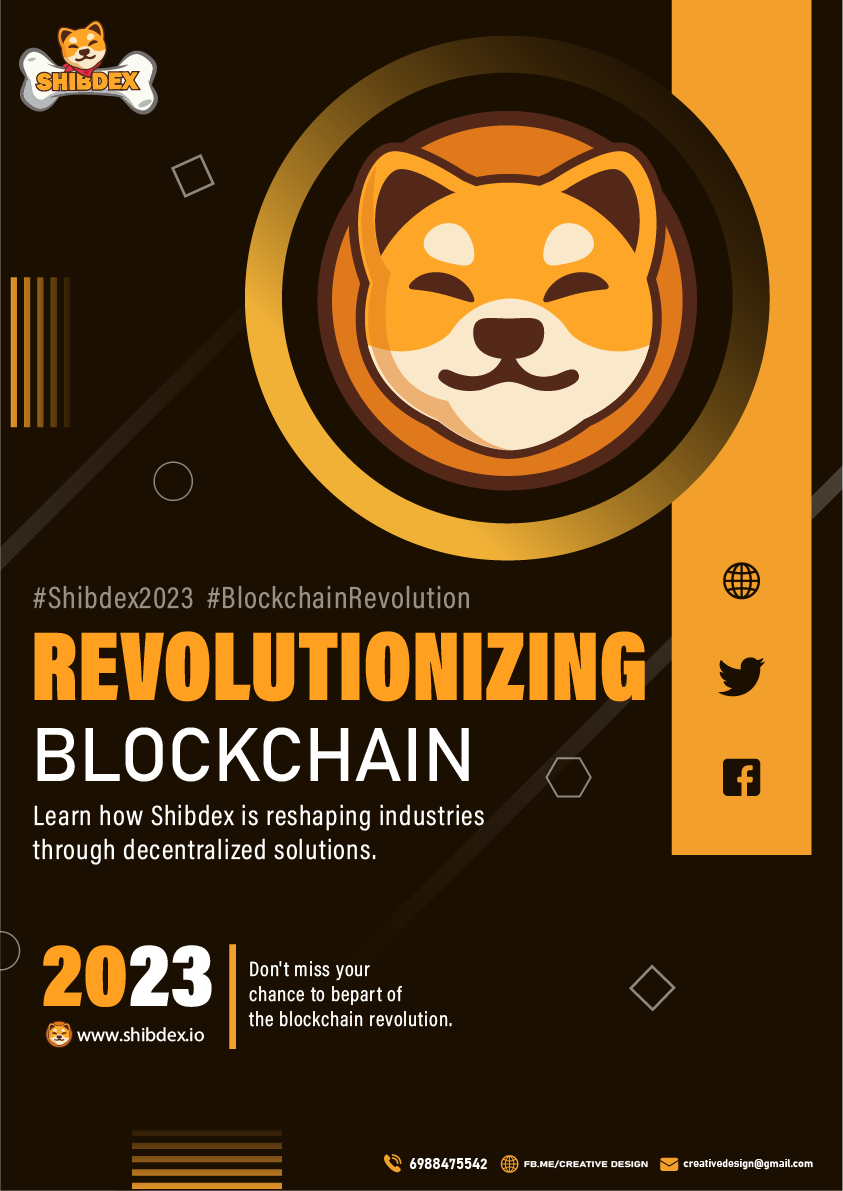 SHIBDEX
#Shibdex2023 #BlockchainRevolution
REVOLUTIONIZING
BLOCKCHAIN
Learn how Shibdex is reshaping industries
through decentralized solutions.
2023
www.shibdex.io
Don't miss your
chance to bepart of
the blockchain revolution.
6988475542 FB.ME/CREATIVE DESIGN creativedesign@gmail.com